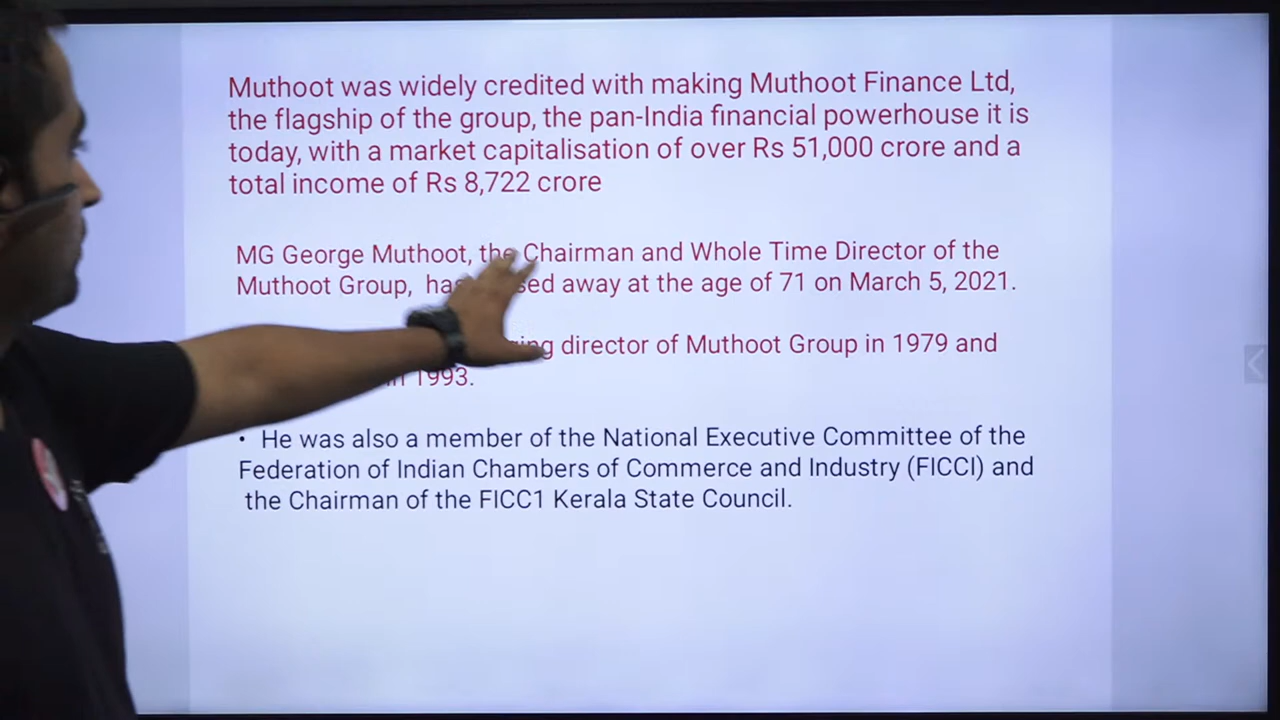 Muthoot was widely credited with making Muthoot Finance Ltd,
the flagship of the group, the pan-India financial powerhouse it is
today, with a market capitalisation of over Rs 51,000 crore and a
total income of Rs 8,722 crore
MG George Muthoot, the Chairman and Whole Time Director of the
Muthoot Group, away at the age of 71 on March 5, 2021.
director of Muthoot Group in 1979 and
in 1993.
• He was also a member of the National Executive Committee of the
Federation of Indian Chambers of Commerce and Industry (FICCI) and
the Chairman of the FICC1 Kerala State Council.